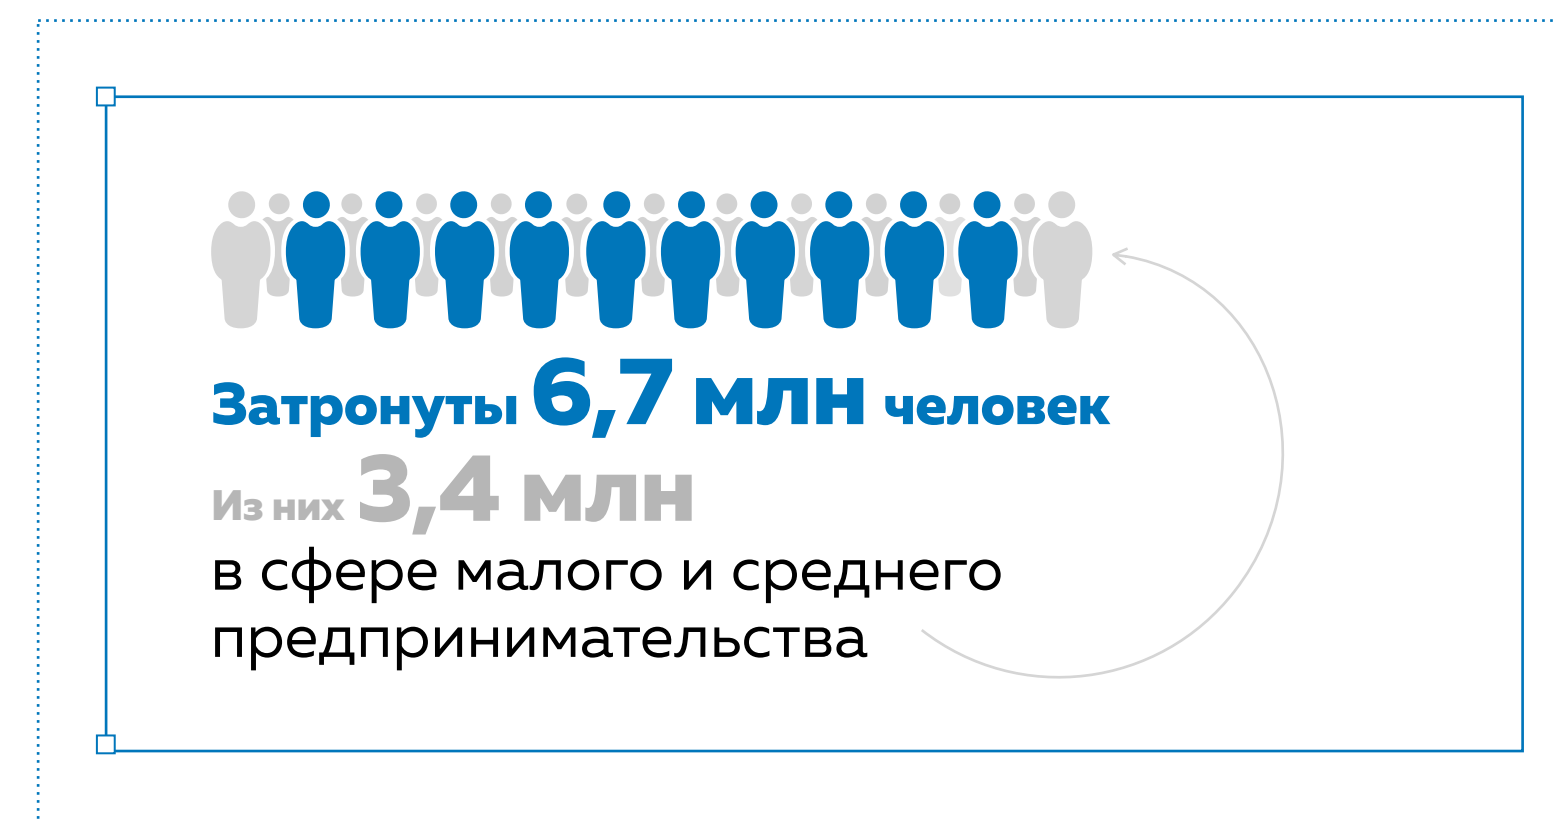 Затронуты 6,7 млн человек
Из них 3,4 млн
в сфере малого и среднего
предпринимательства